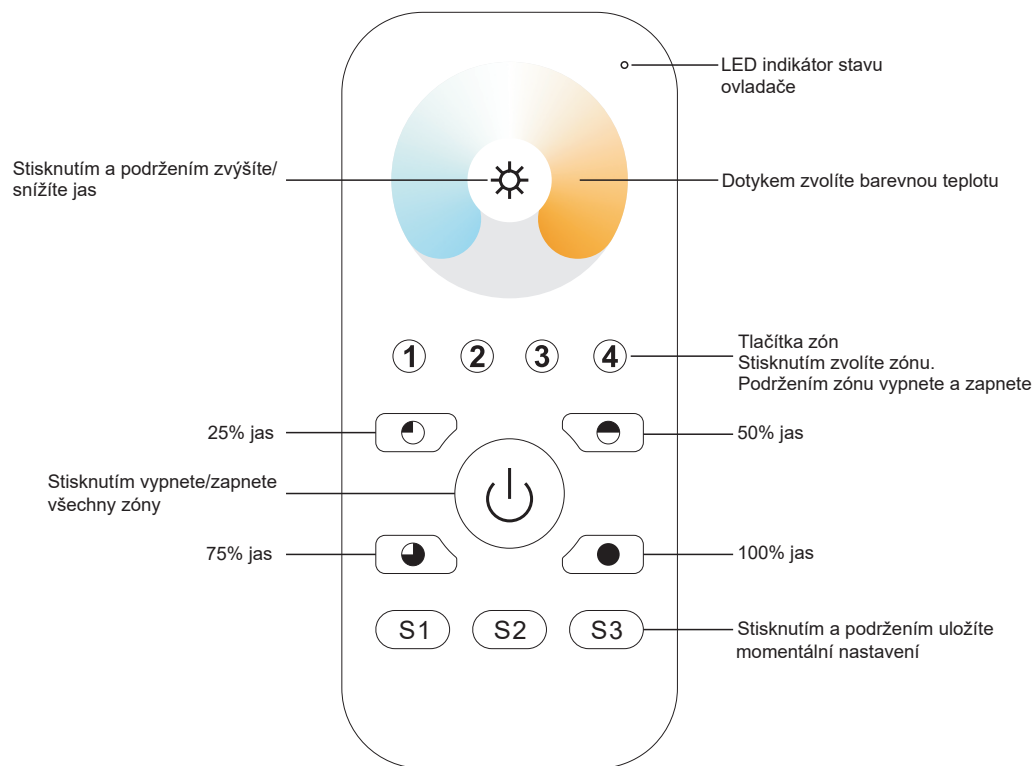 LED indikátor stavu
ovladače
Stisknutím a podržením zvýšíte/
snížíte jas
Dotykem zvolíte barevnou teplotu
1 2 3 4
Tlačítka zón
Stisknutím zvolíte zónu.
Podržením zónu vypnete a zapnete
25% jas
50% jas
Stisknutím vypnete/zapnete
všechny zóny
75% jas
100% jas
S1 S2 S3
Stisknutím a podržením uložíte
momentální nastavení